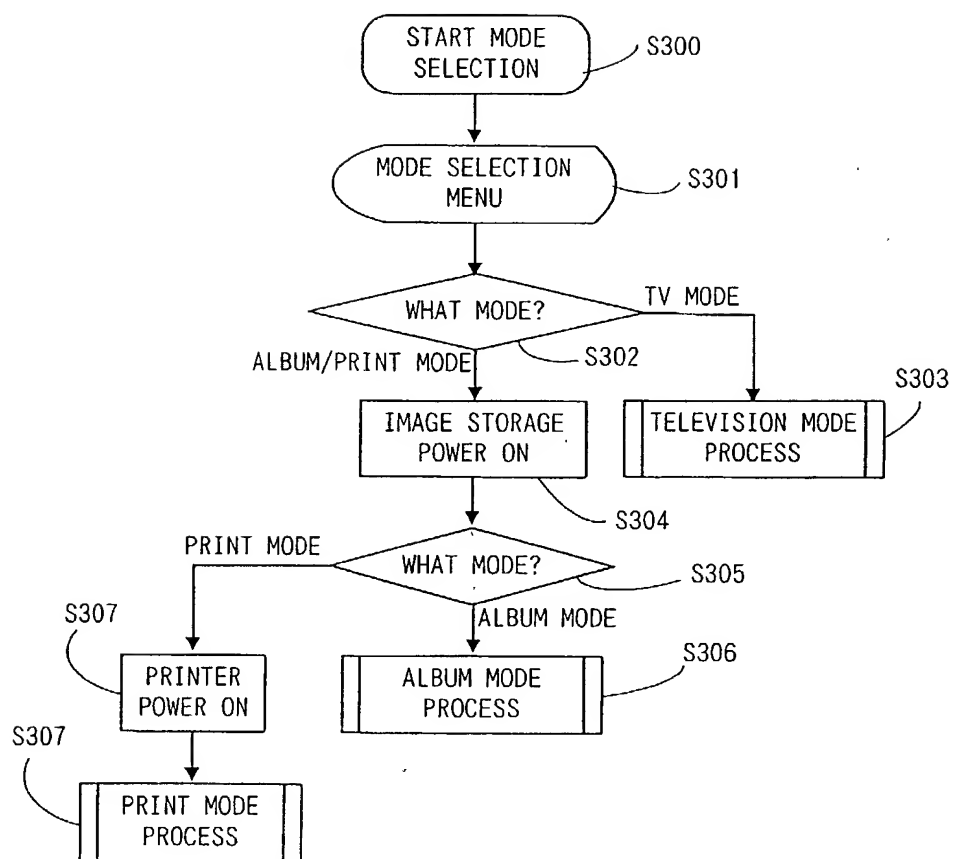 START MODE
SELECTION
S300
MODE SELECTION
MENU
S301
WHAT MODE?
TV MODE
S302
ALBUM/PRINT MODE
S303
IMAGE STORAGE
POWER ON
TELEVISION MODE
PROCESS
S304
PRINT MODE
WHAT MODE?
S305
ALBUM MODE
S307
PRINTER
POWER ON
ALBUM MODE
PROCESS
S306
S307
PRINT MODE
PROCESS